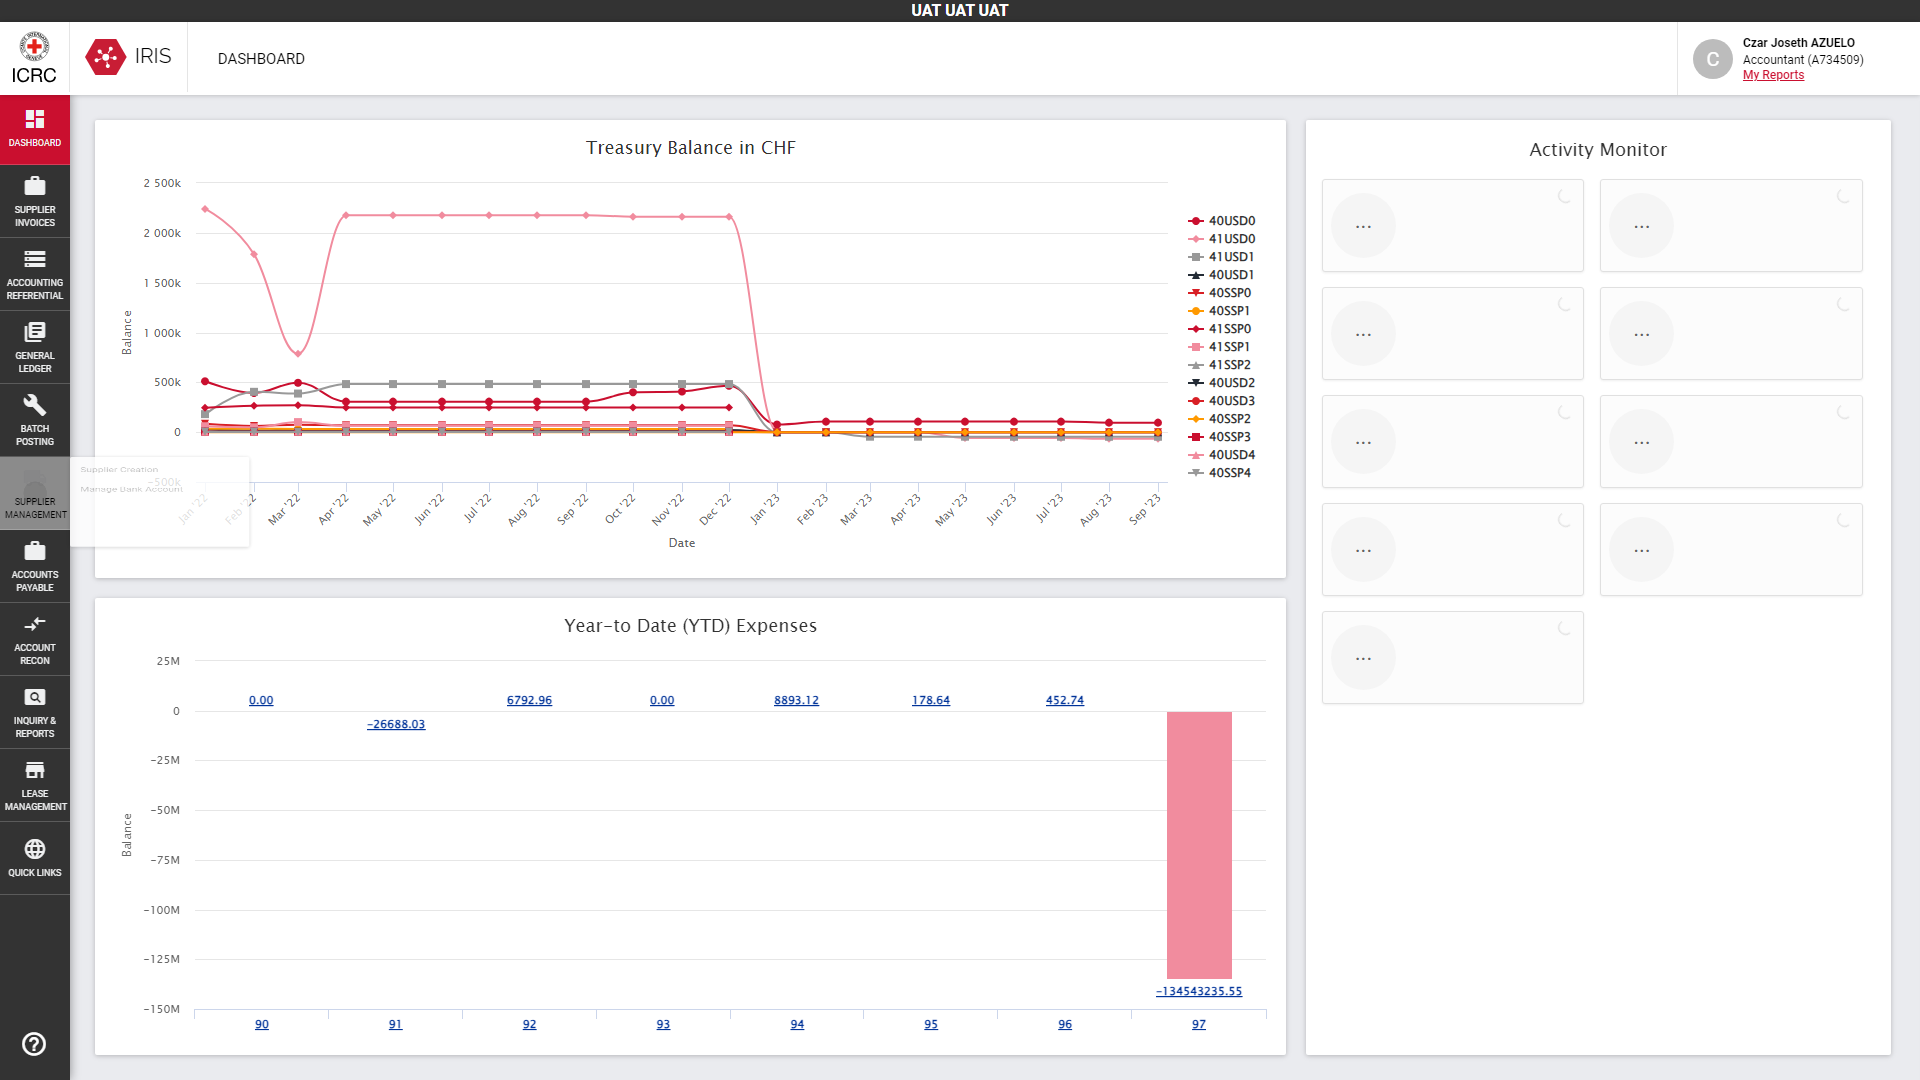 UAT UAT UAT
ICRC
IRIS
DASHBOARD
C
Czar Joseth AZUELO
Accountant (A734509)
My Reports
DASHBOARD
SUPPLIER
INVOICES
ACCOUNTING
REFERENTIAL
GENERAL
LEDGER
BATCH
POSTING
SUPPLIER
MANAGEMENT
Supplier Creation
Manage Bank Account
ACCOUNTS
PAYABLE
ACCOUNT
RECON
INQUIRY &
REPORTS
LEASE
MANAGEMENT
QUICK LINKS
Treasury Balance in CHF
2 500k
2 000k
1 500k
1 000k
500k
0
-500k
Balance
Jan '22
Feb '22
Mar '22
Apr '22
May '22
Jun '22
Jul '22
Aug '22
Sep '22
Oct '22
Nov '22
Dec '22
Jan '23
Feb '23
Mar '23
Apr '23
May '23
Jun '23
Jul '23
Aug '23
Sep '23
Date
40USD0
41USD0
41USD1
40USD1
40SSP0
40SSP1
41SSP0
41SSP1
41SSP2
40USD2
40USD3
40SSP2
40SSP3
40USD4
40SSP4
Year-to Date (YTD) Expenses
25M
0
-25M
-50M
-75M
-100M
-125M
-150M
Balance
0.00
-26688.03
6792.96
0.00
8893.12
178.64
452.74
-134543235.55
90
91
92
93
94
95
96
97
Activity Monitor
...
...
...
...
...
...
...
...
...